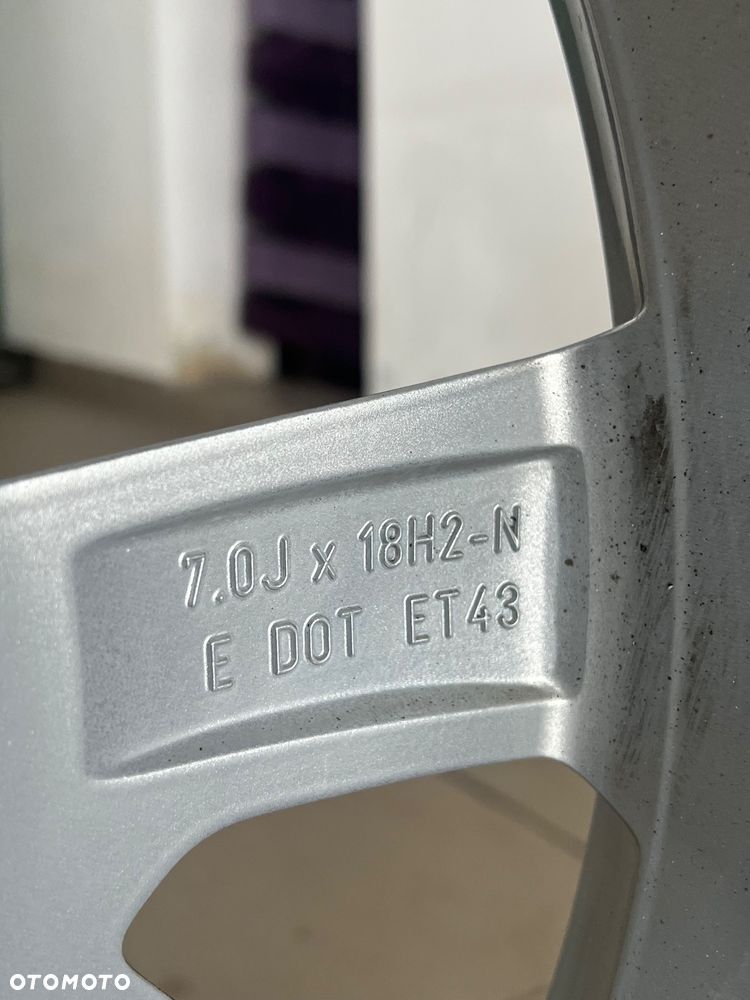 7.0J x 18H2-N
E DOT ET43
OTOMOTO